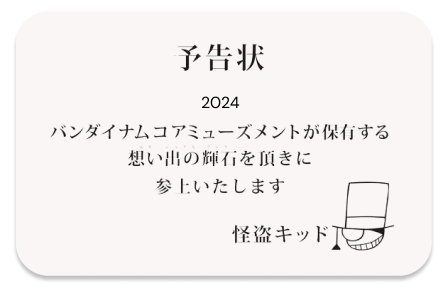 予告状
2024
バンダイナムコアミューズメントが保有する
想い出の輝石を頂きに
参上いたします
怪盗キッド